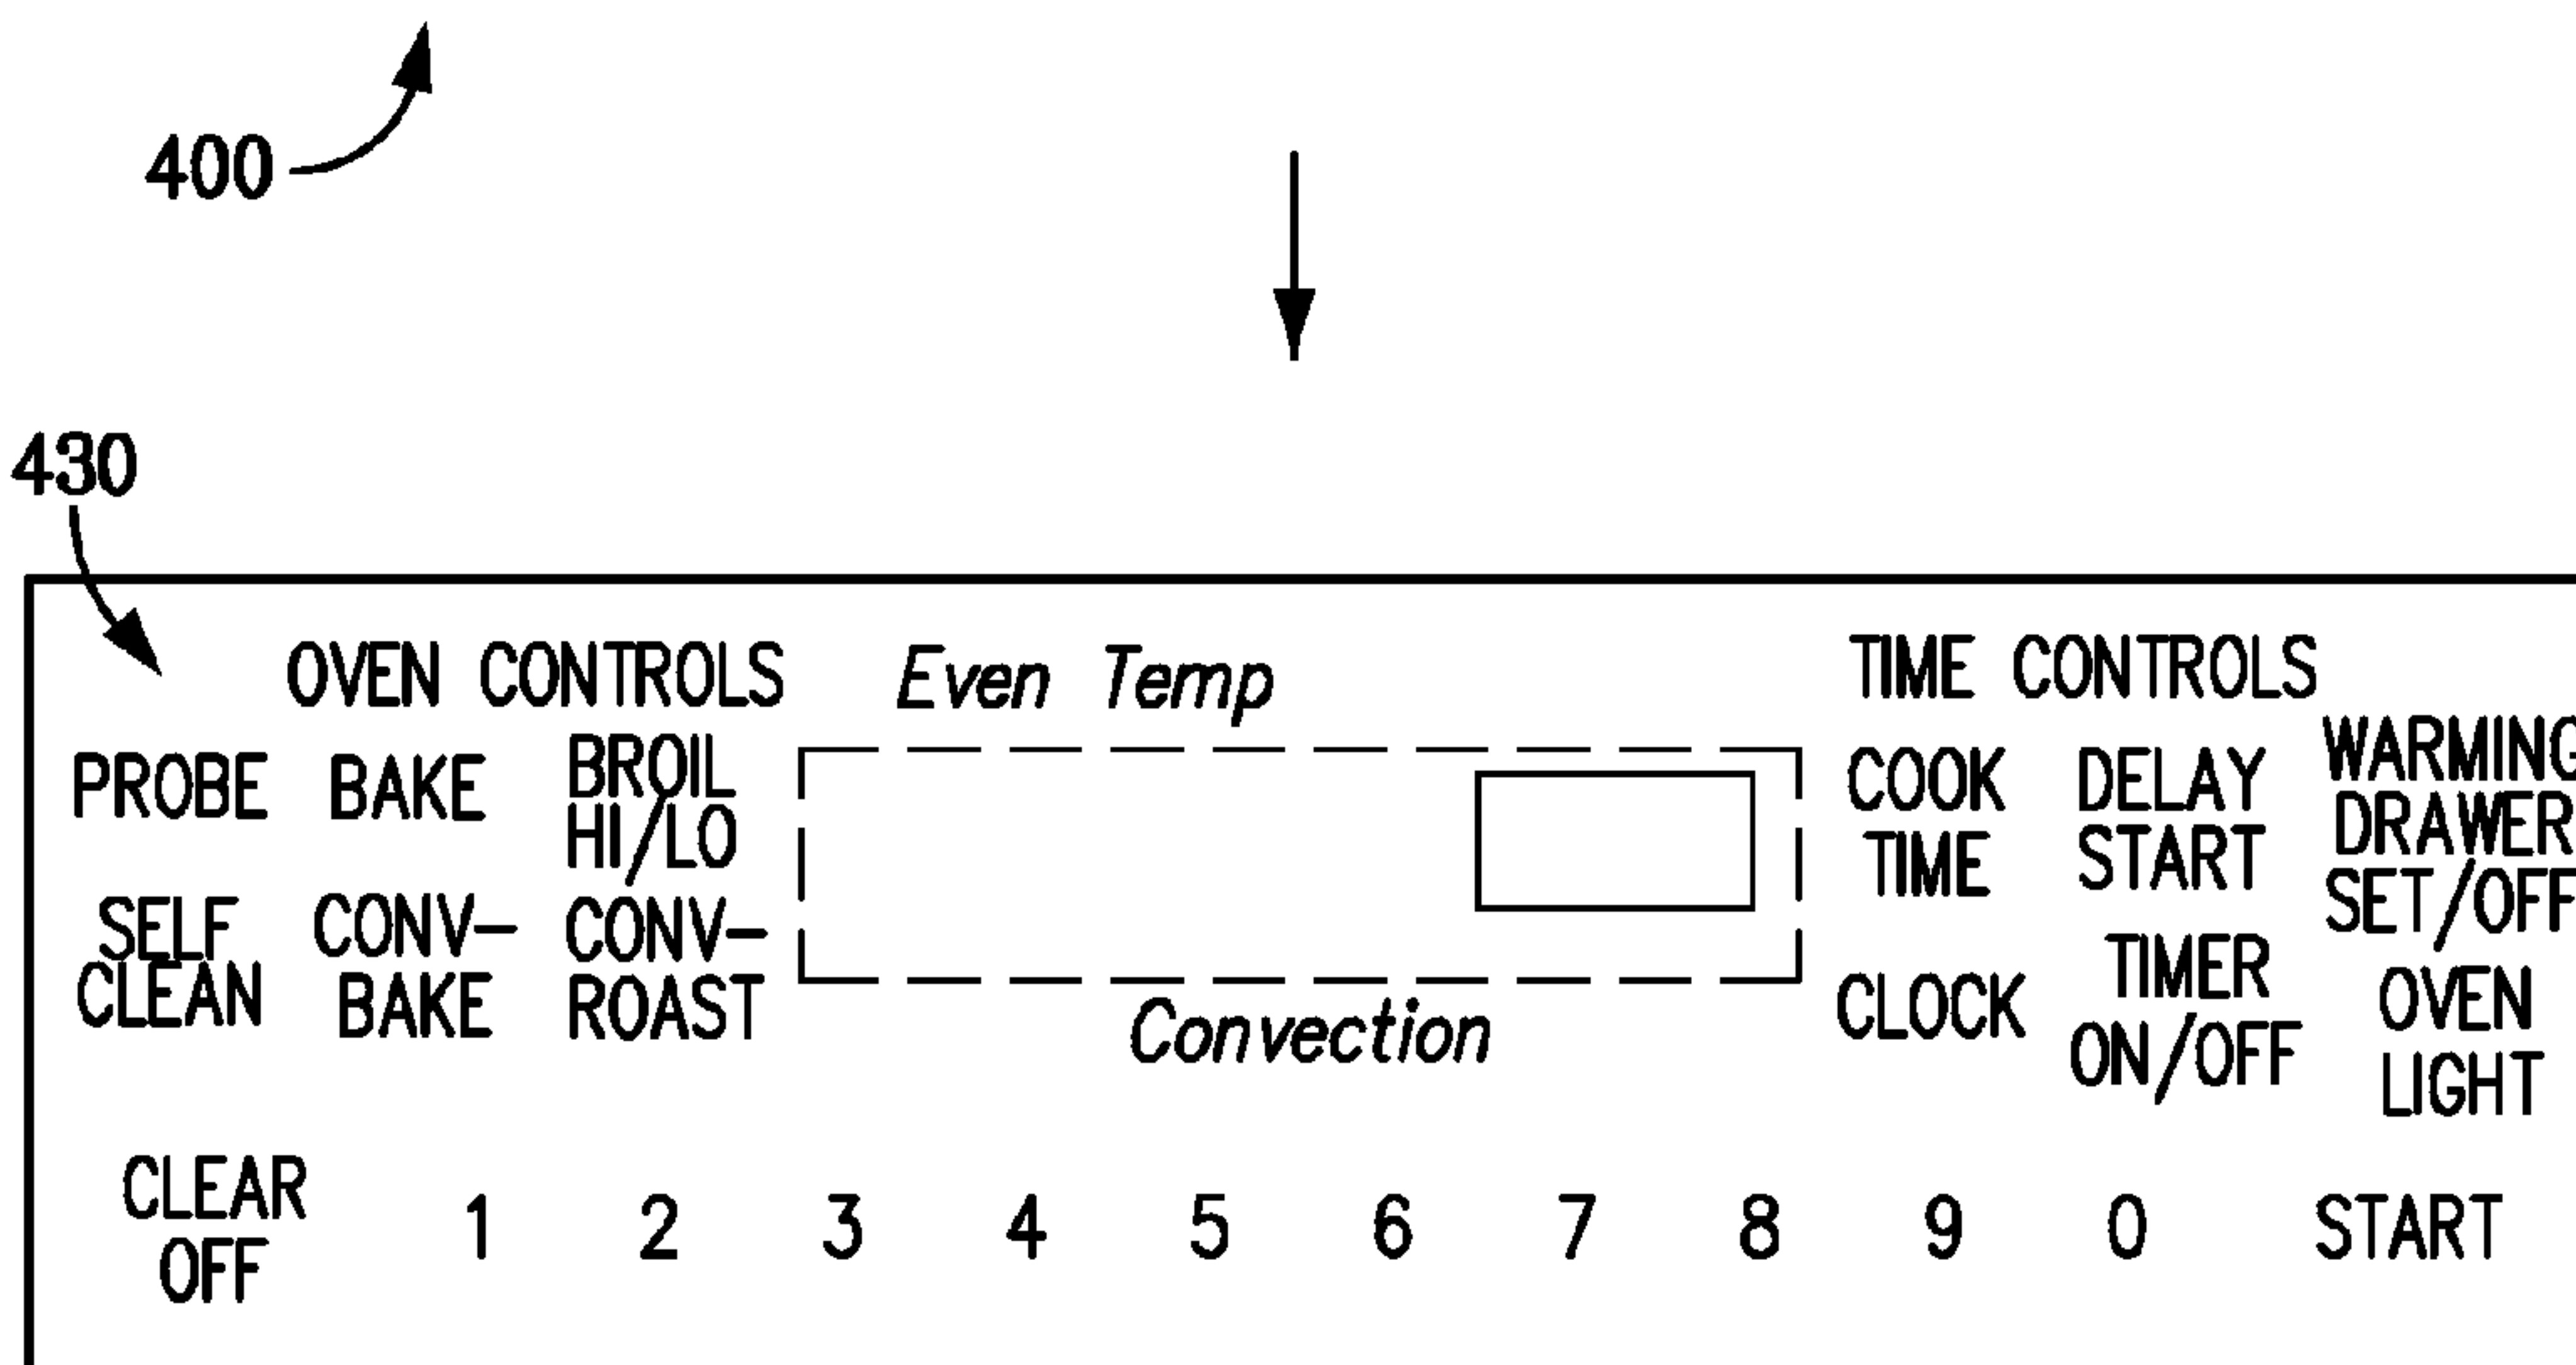 400
430
OVEN CONTROLS
PROBE
BAKE
BROIL
HI/LO
SELF
CLEAN
CONV-
BAKE
CONV-
ROAST
Even Temp
Convection
TIME CONTROLS
COOK
TIME
DELAY
START
WARMING
DRAWER
SET/OFF
CLOCK
TIMER
ON/OFF
OVEN
LIGHT
CLEAR
OFF
1 2 3 4 5 6 7 8 9 0 START